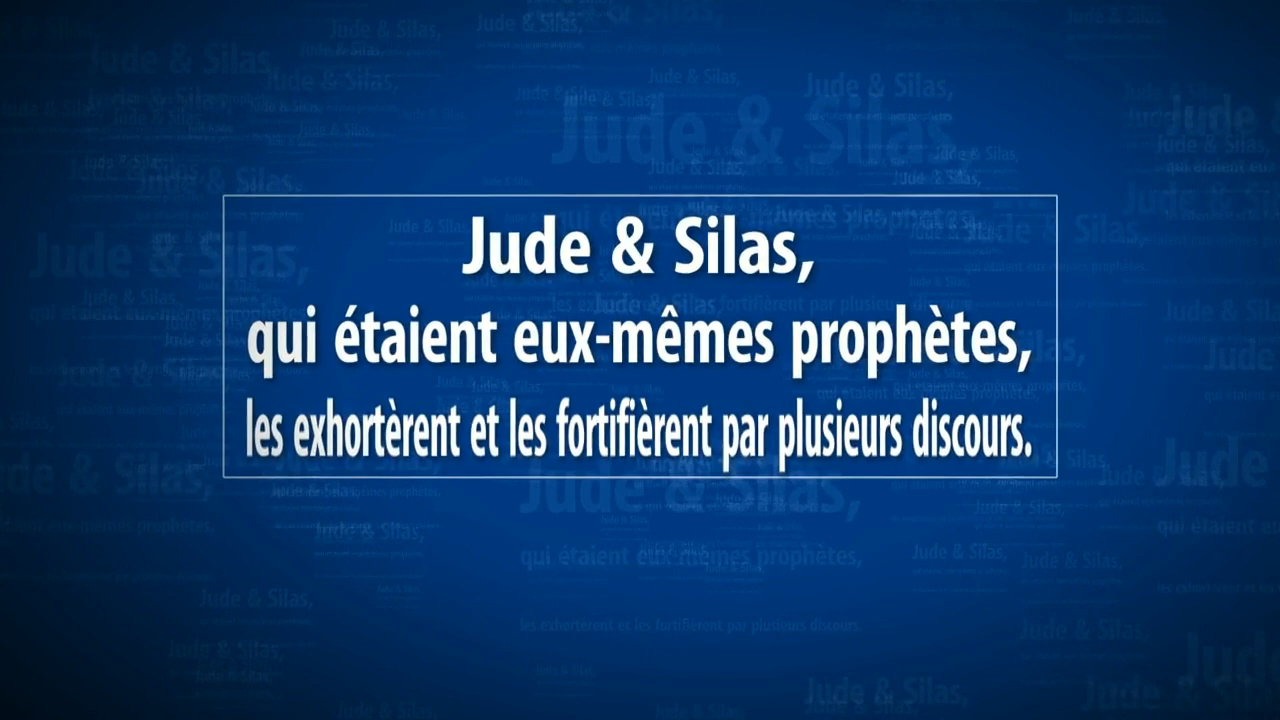 Jude & Silas,
qui étaient eux-mêmes prophètes,
les exhortèrent et les fortifièrent par plusieurs discours.